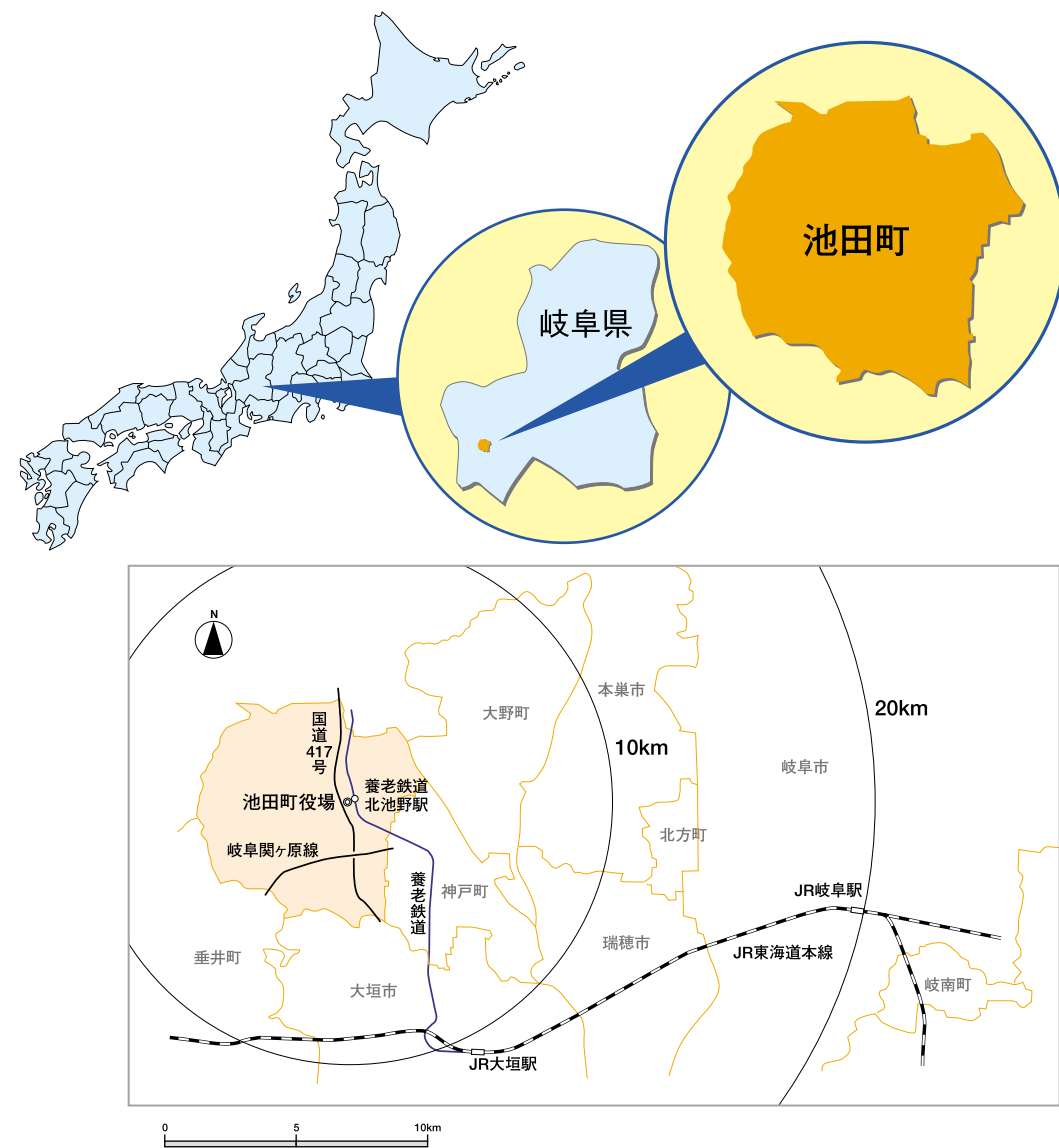 岐阜県
池田町
N
国道417号
大野町
本巣市
20km
10km
岐阜市
養老鉄道
北池野駅
池田町役場
北方町
岐阜関ヶ原線
養老鉄道
神戸町
JR岐阜駅
瑞穂市
JR東海道本線
垂井町
大垣市
岐南町
JR大垣駅
0 5 10km